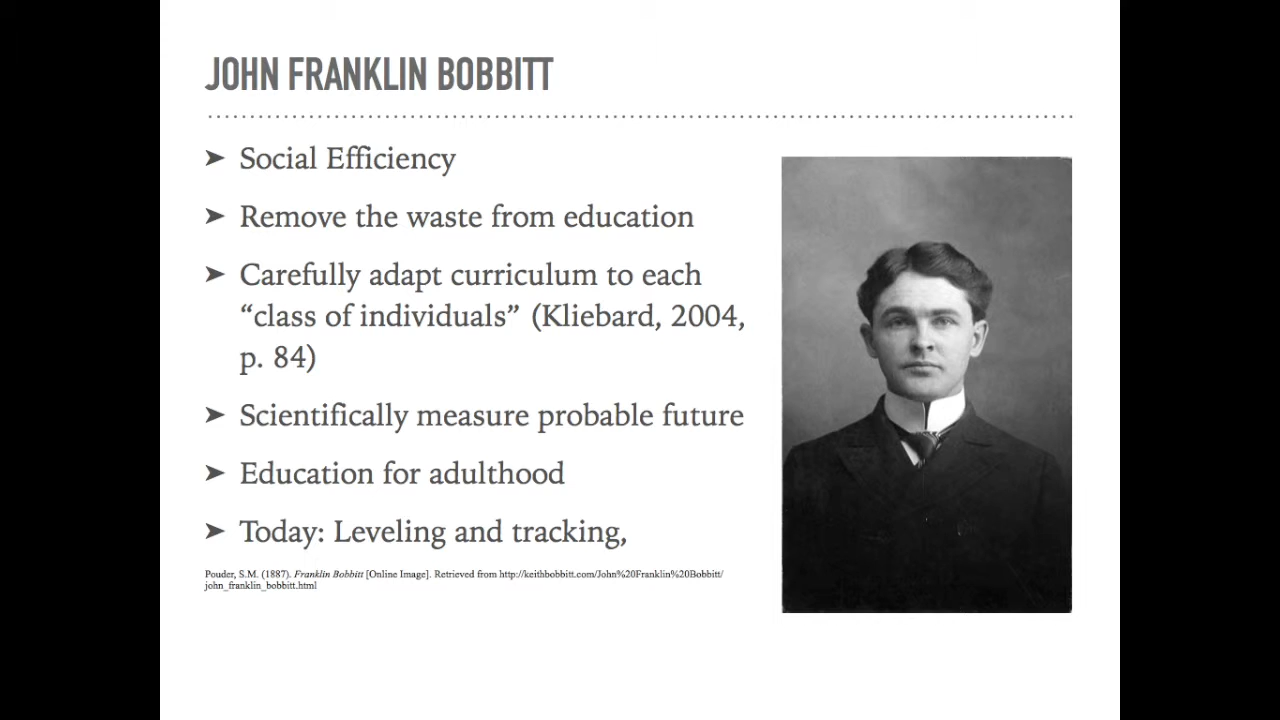 JOHN FRANKLIN BOBBITT
➤ Social Efficiency
➤ Remove the waste from education
➤ Carefully adapt curriculum to each
“class of individuals” (Kliebard, 2004,
p. 84)
➤ Scientifically measure probable future
➤ Education for adulthood
➤ Today: Leveling and tracking,
Pouder, S.M. (1887). Franklin Bobbitt [Online Image]. Retrieved from http://keithbobbitt.com/John%20Franklin%20Bobbitt/
john_franklin_bobbitt.html